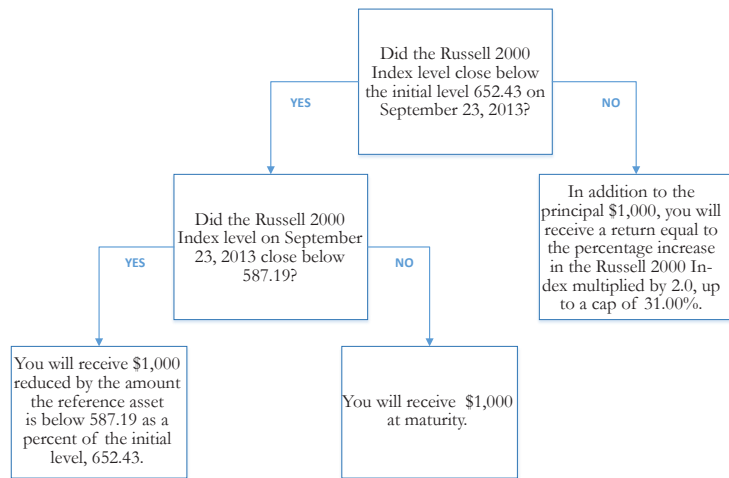 Did the Russell 2000
Index level close below
the initial level 652.43 on
September 23, 2013?
YES
NO
Did the Russell 2000
Index level on September
23, 2013 close below
587.19?
In addition to the
principal $1,000, you will
receive a return equal to
the percentage increase
in the Russell 2000 In-
dex multiplied by 2.0, up
to a cap of 31.00%.
YES
NO
You will receive $1,000
reduced by the amount
the reference asset
is below 587.19 as a
percent of the initial
level, 652.43.
You will receive $1,000
at maturity.